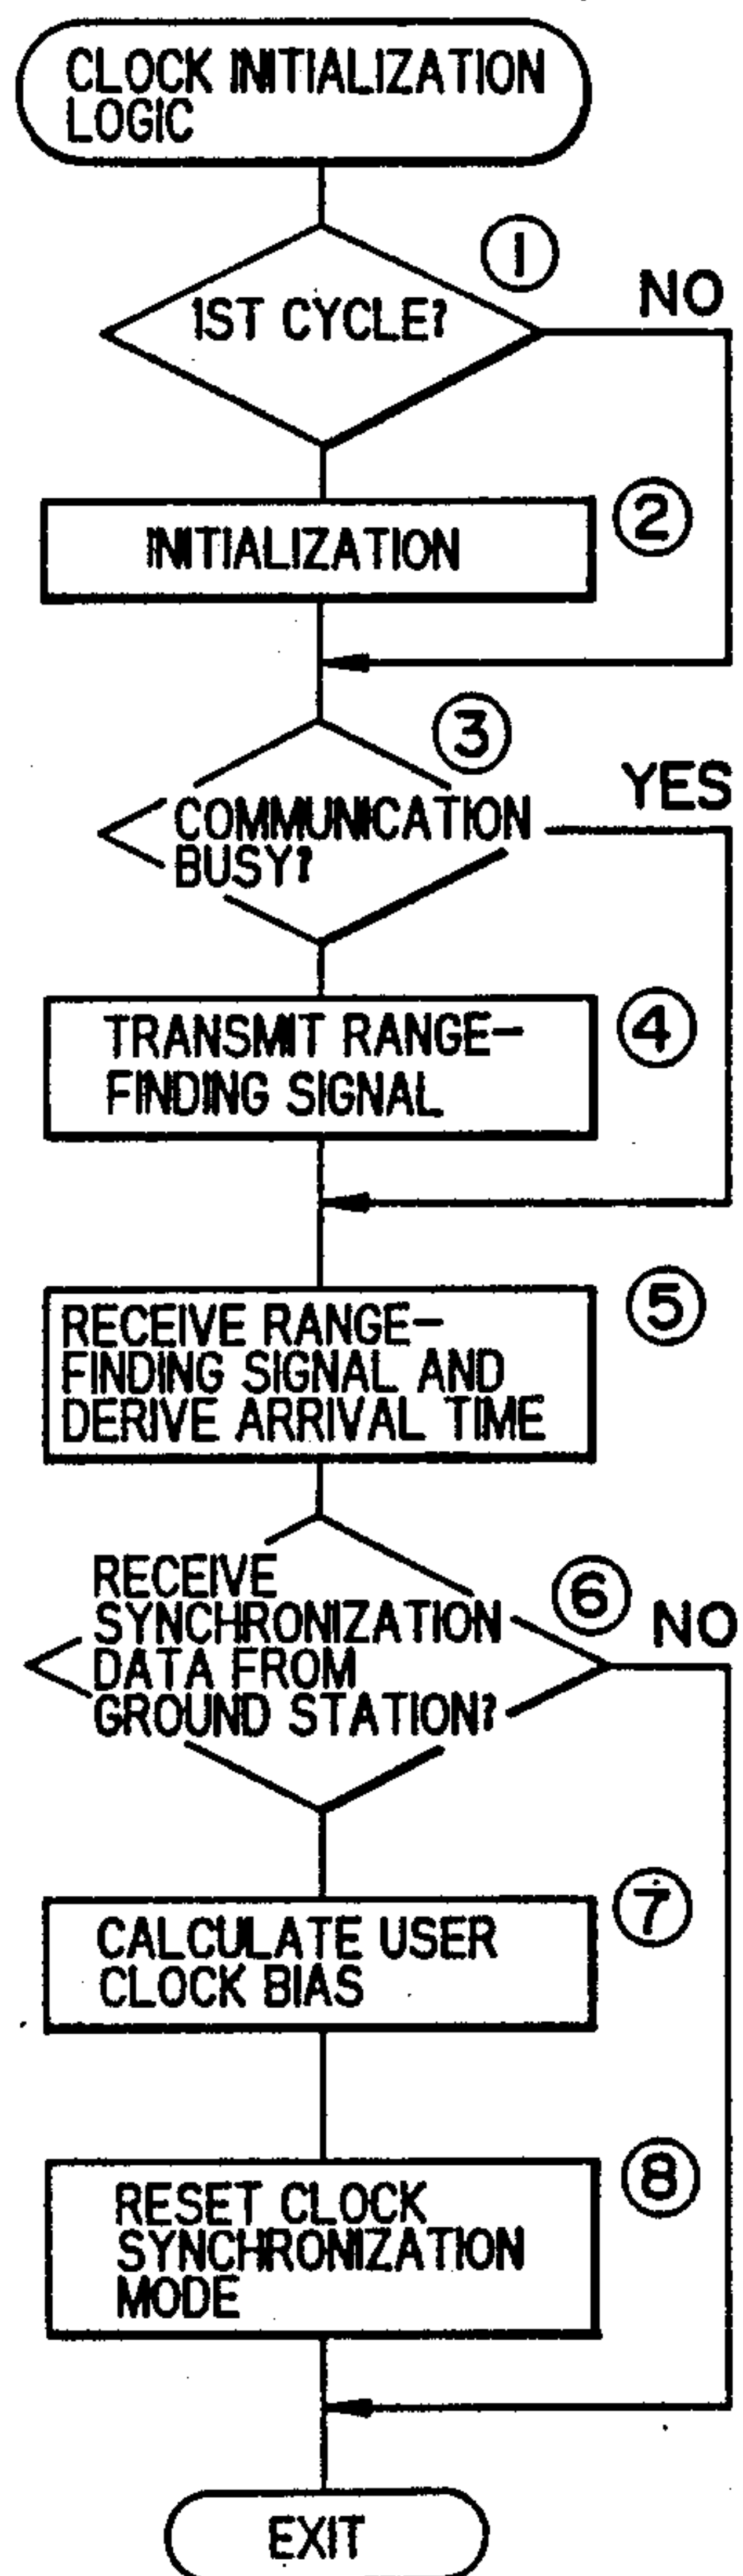 CLOCK INITIALIZATION
LOGIC
1
1ST CYCLE?
NO
2
INITIALIZATION
3
YES
COMMUNICATION
BUSY?
4
TRANSMIT RANGE-
FINDING SIGNAL
5
RECEIVE RANGE-
FINDING SIGNAL AND
DERIVE ARRIVAL TIME
6
NO
RECEIVE
SYNCHRONIZATION
DATA FROM
GROUND STATION?
7
CALCULATE USER
CLOCK BIAS
8
RESET CLOCK
SYNCHRONIZATION
MODE
EXIT